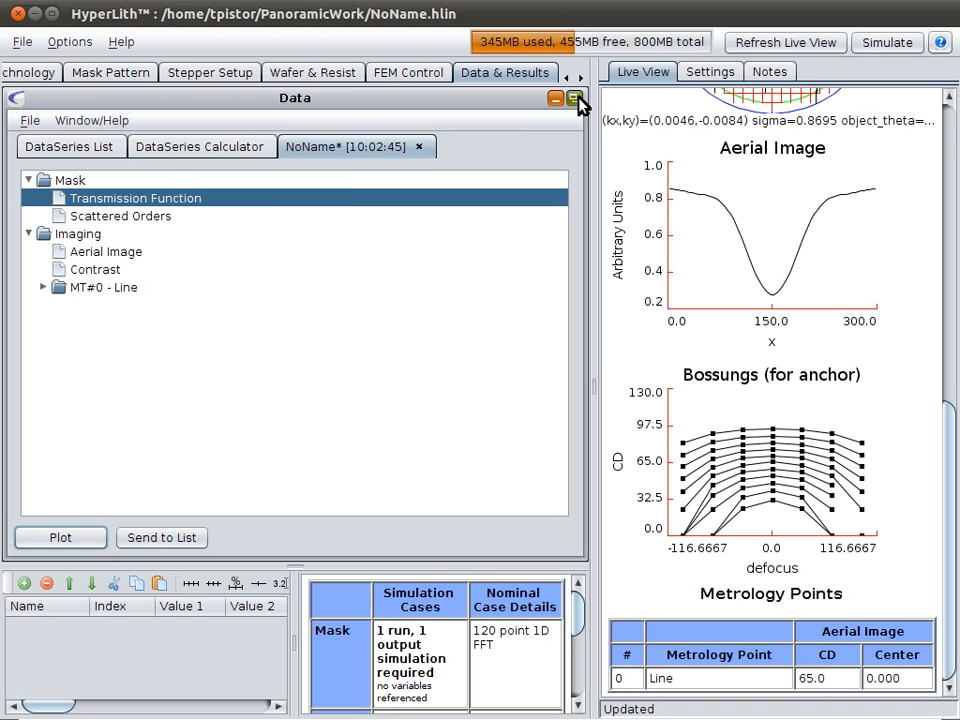 HyperLith™ : /home/tpistor/PanoramicWork/NoName.hlin
File Options Help
345MB used, 455MB free, 800MB total
Refresh Live View
Simulate
chnology
Mask Pattern
Stepper Setup
Wafer & Resist
FEM Control
Data & Results
Live View
Settings
Notes
Data
File Window/Help
DataSeries List
DataSeries Calculator
NoName* [10:02:45] ×
Mask
Transmission Function
Scattered Orders
Imaging
Aerial Image
Contrast
MT#0 - Line
Plot
Send to List
Name Index Value 1 Value 2
Simulation Cases
Nominal Case Details
Mask
1 run, 1 output simulation required
no variables referenced
120 point 1D FFT
(kx,ky)=(0.0046,-0.0084) sigma=0.8695 object_theta=...
Aerial Image
Arbitrary Units
1.0
0.8
0.6
0.4
0.2
0.0 150.0 300.0
x
Bossungs (for anchor)
CD
130.0
97.5
65.0
32.5
0.0
-116.6667 0.0 116.6667
defocus
Metrology Points
Aerial Image
# Metrology Point CD Center
0 Line 65.0 0.000
Updated